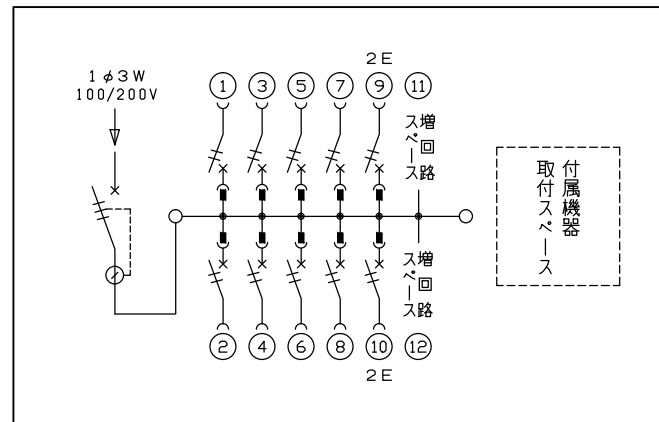 1φ3W
100/200V
2E
1 3 5 7 9 11
増回路
スペース
付属機器
取付スペース
増回路
スペース
2 4 6 8 10 12
2E